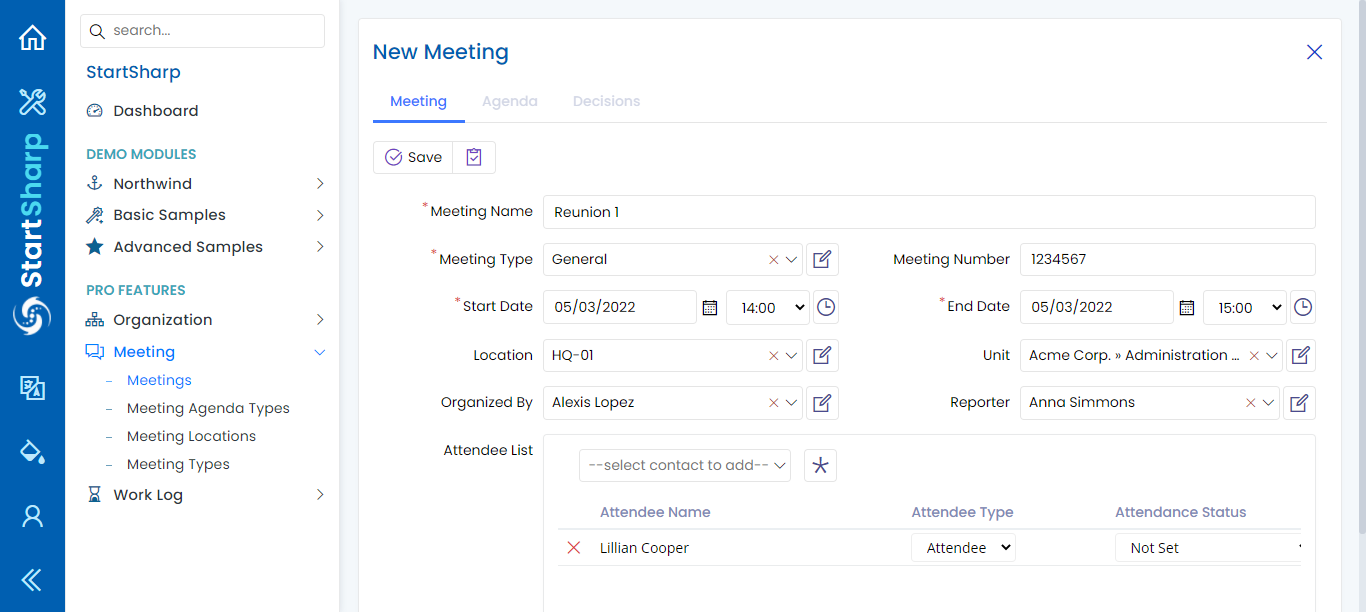 search...
StartSharp
Dashboard
DEMO MODULES
Northwind
Basic Samples
Advanced Samples
PRO FEATURES
Organization
Meeting
Meetings
Meeting Agenda Types
Meeting Locations
Meeting Types
Work Log
StartSharp
New Meeting
Meeting Agenda Decisions
Save
*Meeting Name Reunion 1
*Meeting Type General Meeting Number 1234567
*Start Date 05/03/2022 14:00 *End Date 05/03/2022 15:00
Location HQ-01 Unit Acme Corp. » Administration ...
Organized By Alexis Lopez Reporter Anna Simmons
Attendee List
--select contact to add--
Attendee Name Attendee Type Attendance Status
Lillian Cooper Attendee Not Set